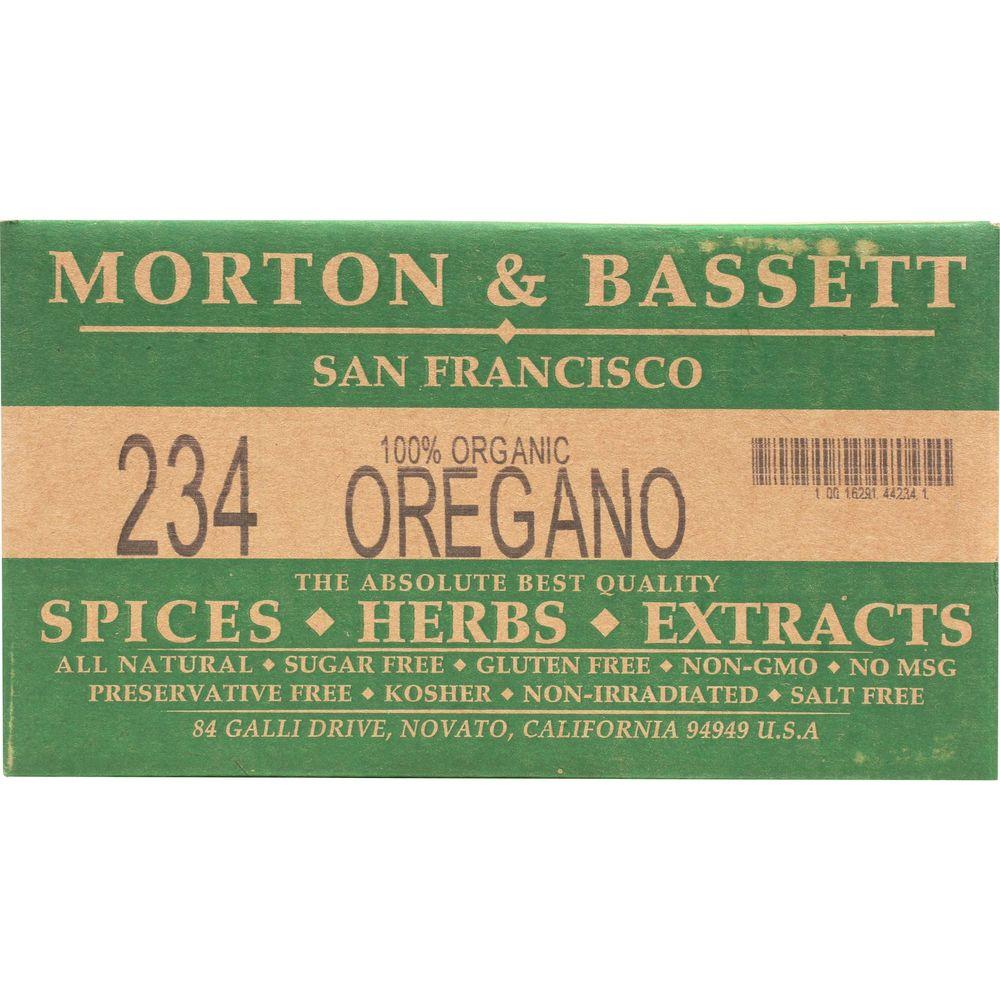 MORTON & BASSETT
SAN FRANCISCO
234
100% ORGANIC
OREGANO
1 00 16291 44234 1
THE ABSOLUTE BEST QUALITY
SPICES ◆ HERBS ◆ EXTRACTS
ALL NATURAL ◆ SUGAR FREE ◆ GLUTEN FREE ◆ NON-GMO ◆ NO MSG
PRESERVATIVE FREE ◆ KOSHER ◆ NON-IRRADIATED ◆ SALT FREE
84 GALLI DRIVE, NOVATO, CALIFORNIA 94949 U.S.A